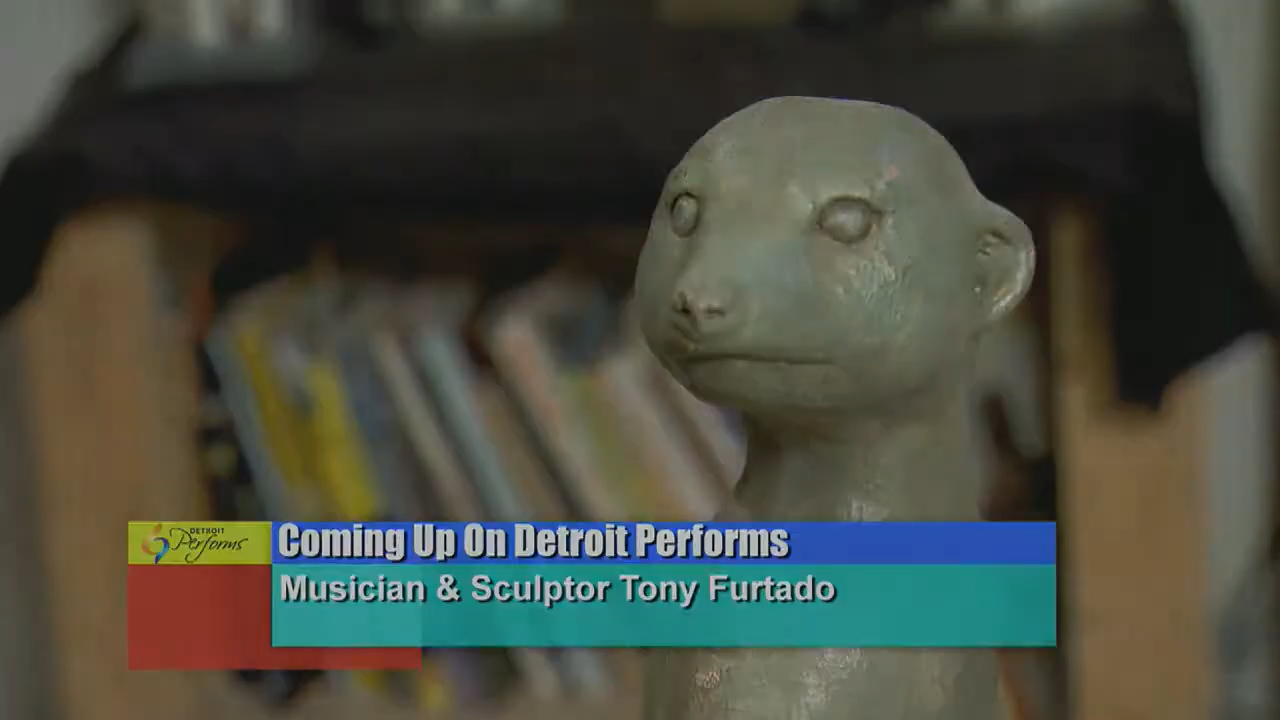 DETROIT
Performs
Coming Up On Detroit Performs
Musician & Sculptor Tony Furtado